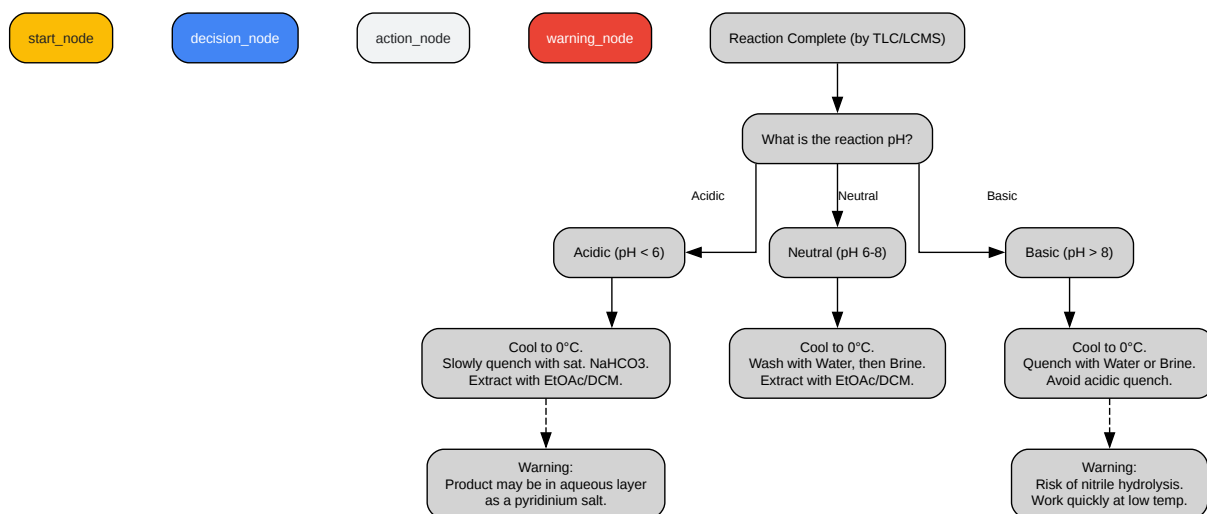 start_node
decision_node
action_node
warning_node
Reaction Complete (by TLC/LCMS)
What is the reaction pH?
Acidic
Neutral
Basic
Acidic (pH < 6)
Neutral (pH 6-8)
Basic (pH > 8)
Cool to 0°C.
Slowly quench with sat. NaHCO3.
Extract with EtOAc/DCM.
Cool to 0°C.
Wash with Water, then Brine.
Extract with EtOAc/DCM.
Cool to 0°C.
Quench with Water or Brine.
Avoid acidic quench.
Warning:
Product may be in aqueous layer
as a pyridinium salt.
Warning:
Risk of nitrile hydrolysis.
Work quickly at low temp.